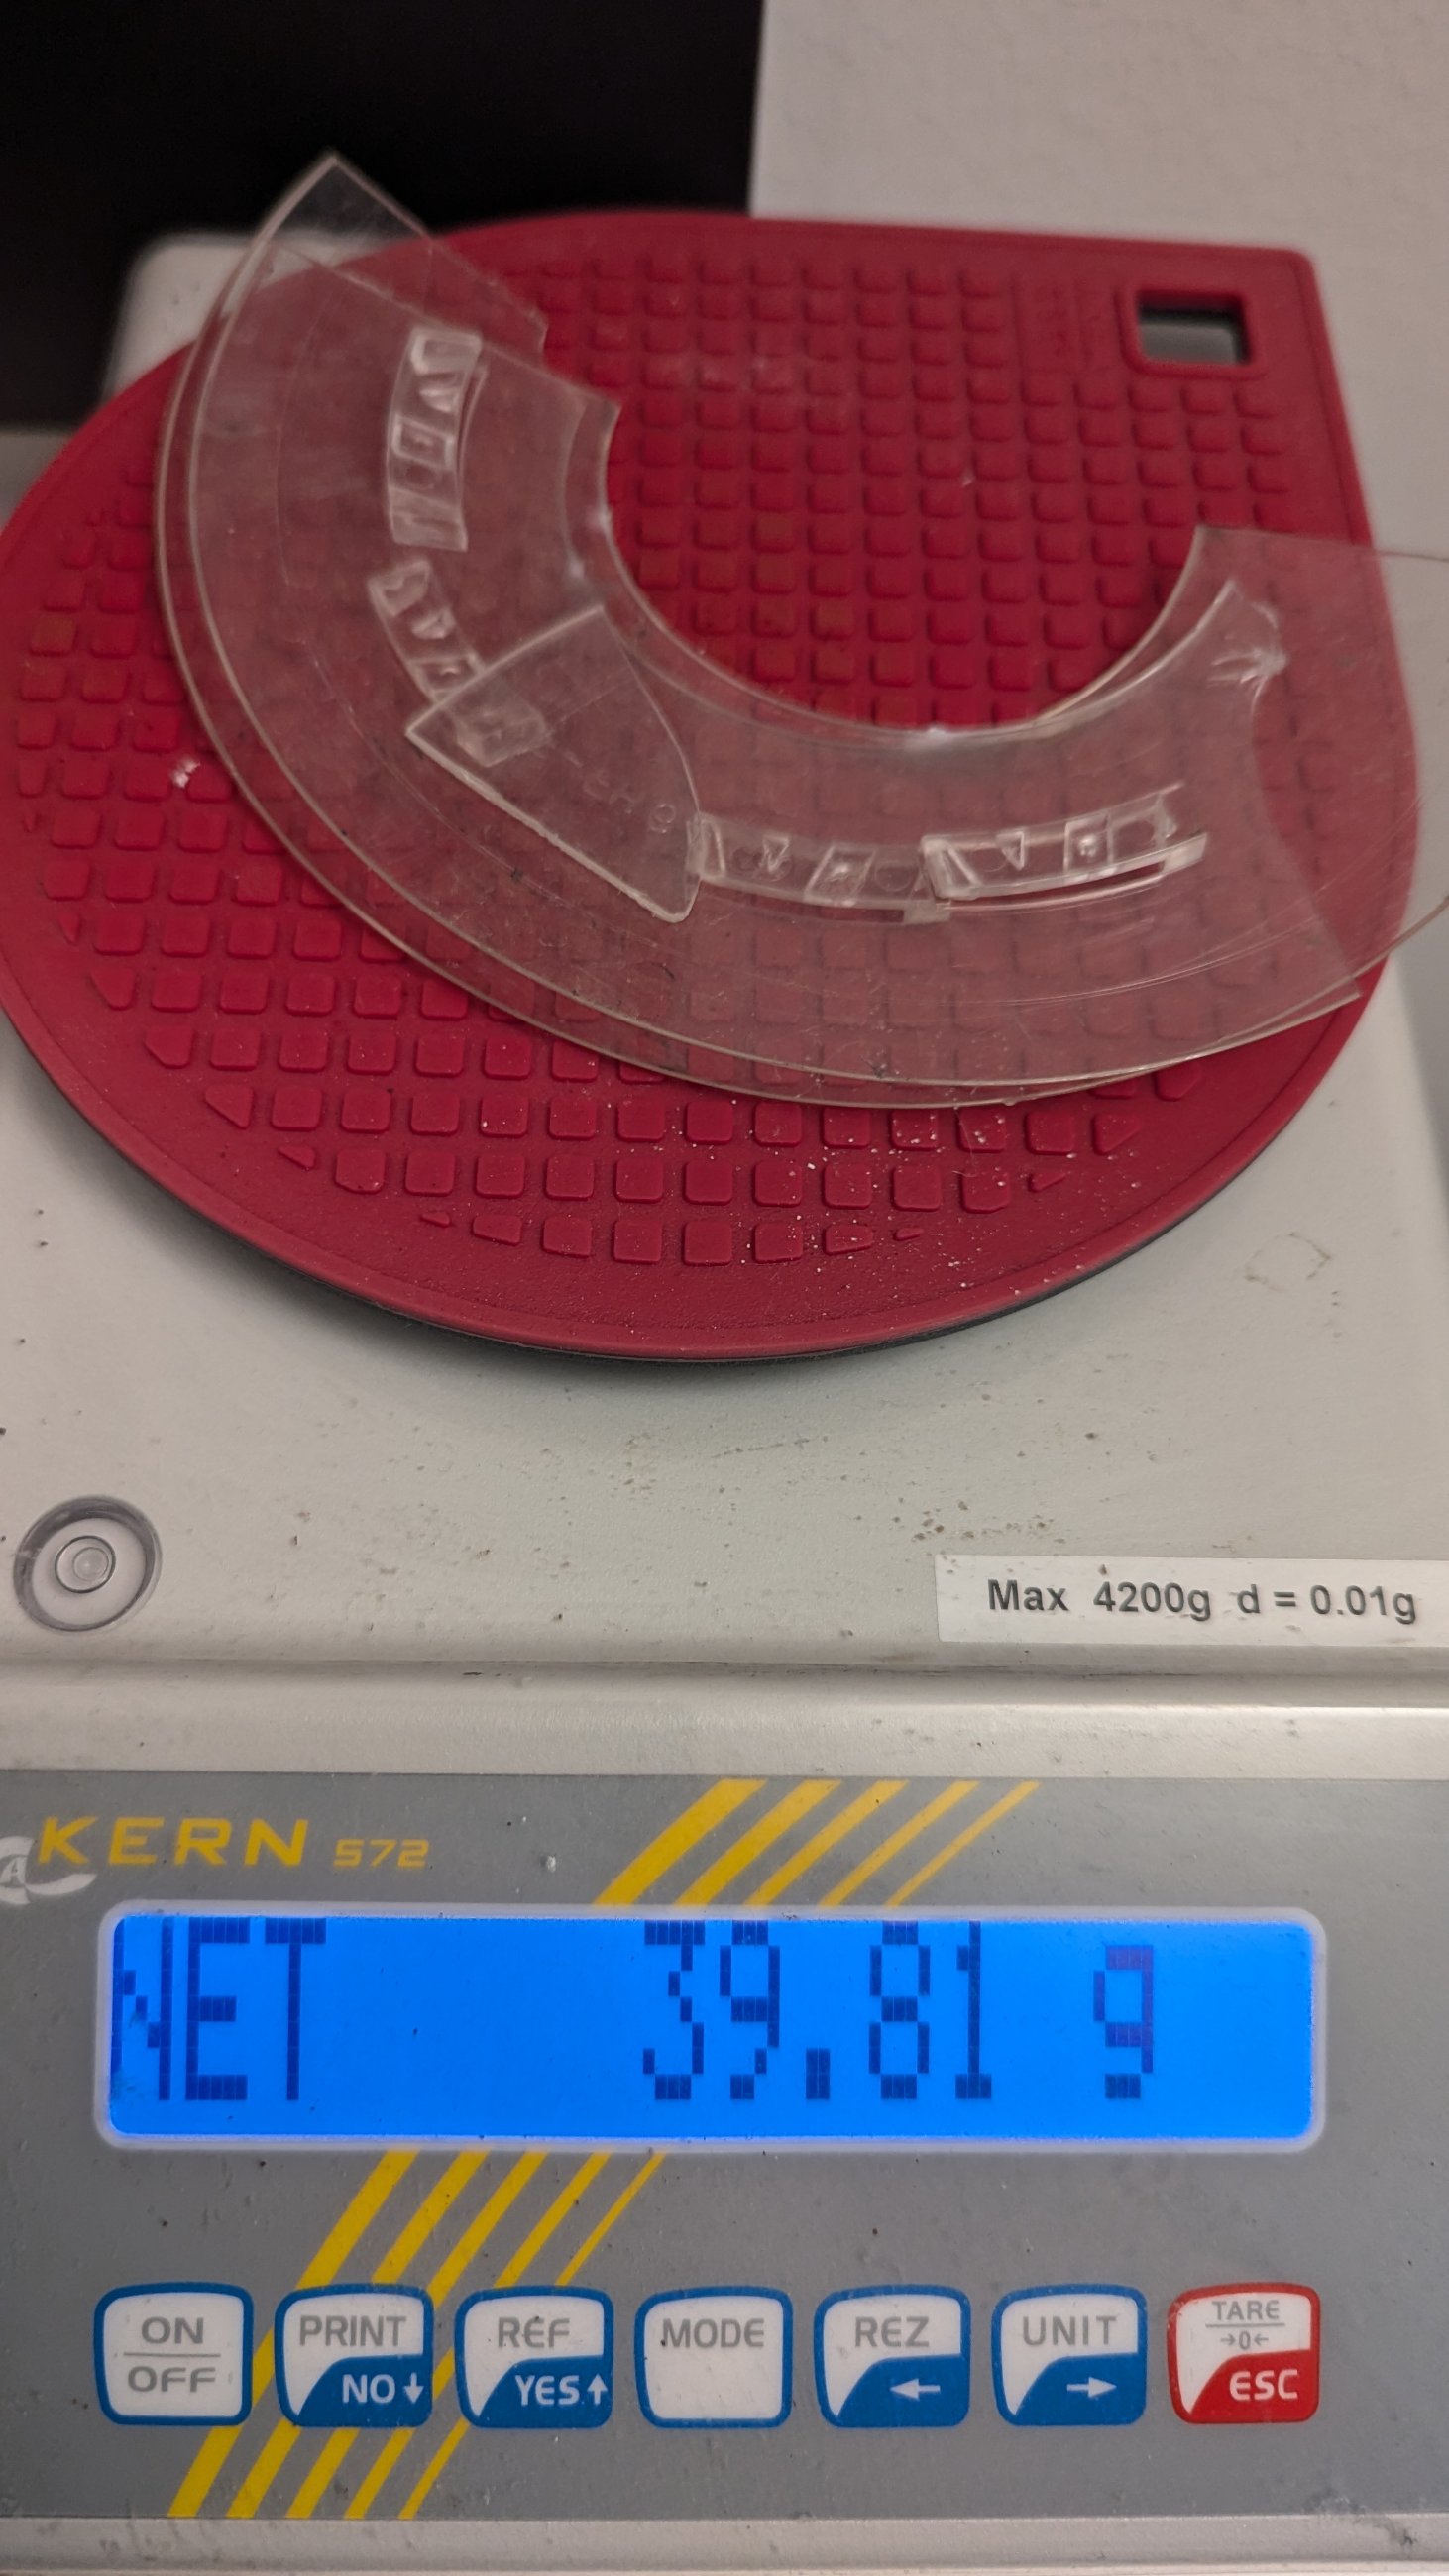 Max 4200g d = 0.01g
KERN 572
NET 39.81 g
ON OFF
PRINT NO↓
REF YES↑
MODE
REZ ←
UNIT →
TARE →0← ESC